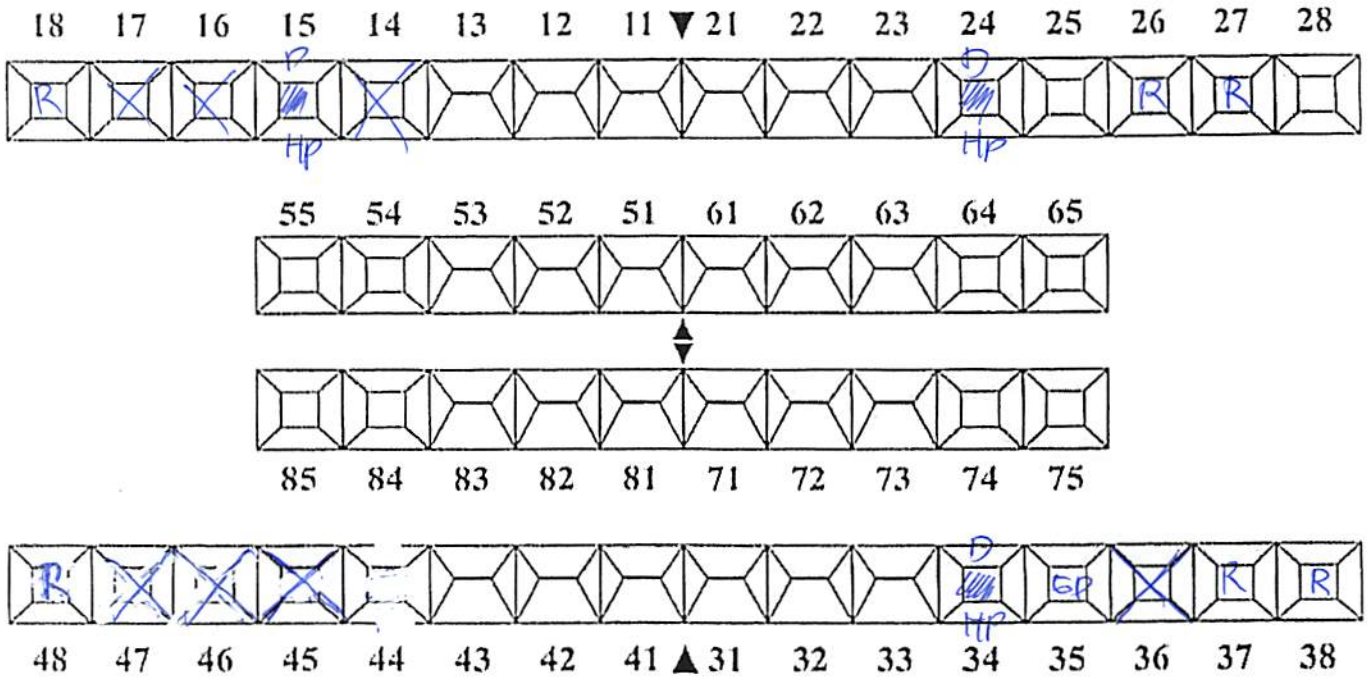 18 17 16 15 14 13 12 11 21 22 23 24 25 26 27 28
D D
R R R
Hp Hp
55 54 53 52 51 61 62 63 64 65
85 84 83 82 81 71 72 73 74 75
D
R GP R R
HP
48 47 46 45 44 43 42 41 31 32 33 34 35 36 37 38